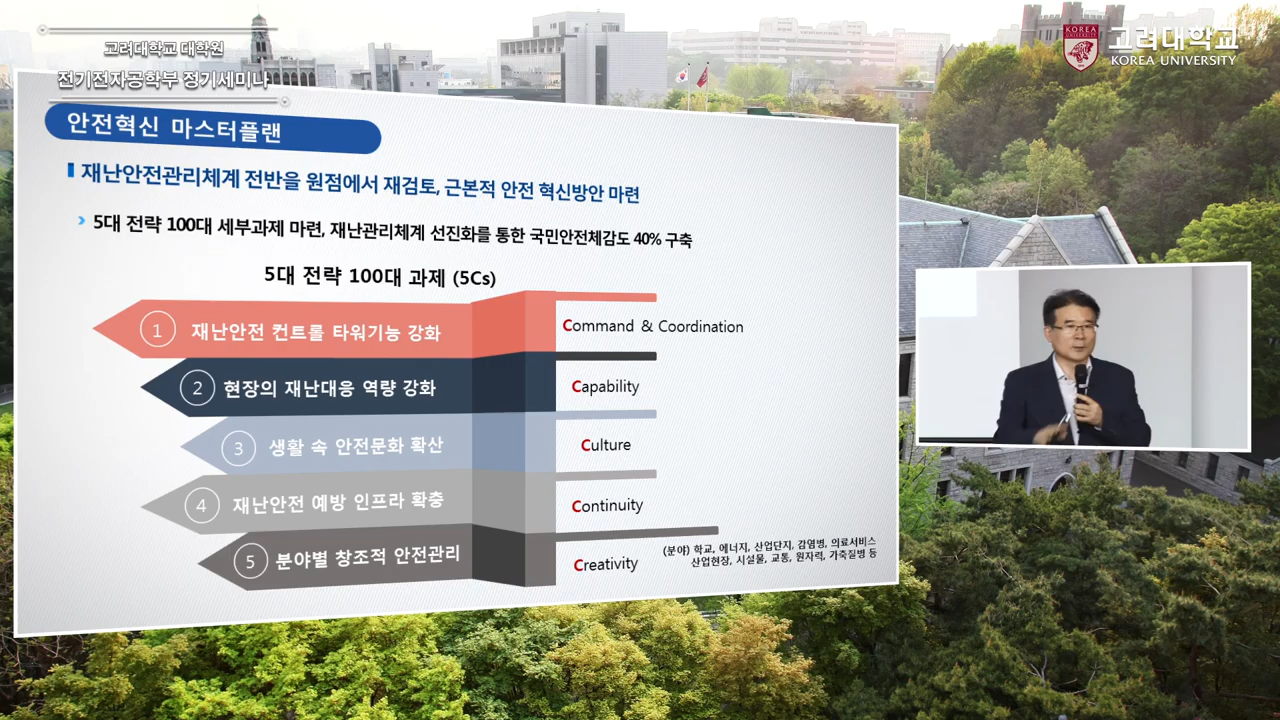 고려대학교 대학원
전기전자공학부 정기세미나
KOREA
UNIVERSITY
고려대학교
KOREA UNIVERSITY
안전혁신 마스터플랜
재난안전관리체계 전반을 원점에서 재검토, 근본적 안전 혁신방안 마련
5대 전략 100대 세부과제 마련, 재난관리체계 선진화를 통한 국민안전체감도 40% 구축
5대 전략 100대 과제 (5Cs)
1 재난안전 컨트롤 타워기능 강화 Command & Coordination
2 현장의 재난대응 역량 강화 Capability
3 생활 속 안전문화 확산 Culture
4 재난안전 예방 인프라 확충 Continuity
5 분야별 창조적 안전관리 Creativity
(분야) 학교, 에너지, 산업단지, 감염병, 의료서비스
산업현장, 시설물, 교통, 원자력, 가축질병 등